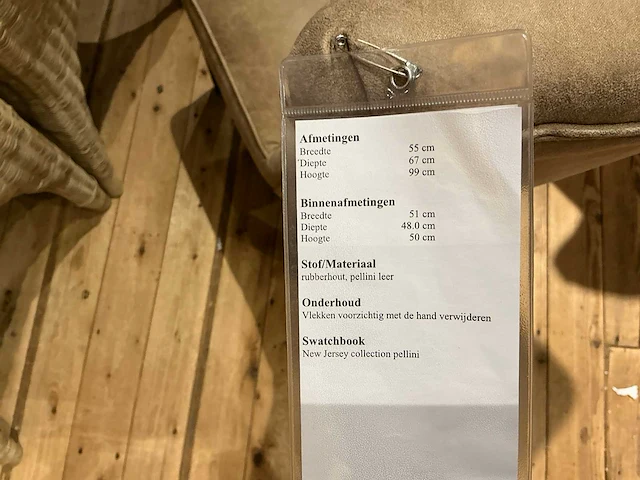 Afmetingen
Breedte 55 cm
Diepte 67 cm
Hoogte 99 cm
Binnenafmetingen
Breedte 51 cm
Diepte 48.0 cm
Hoogte 50 cm
Stof/Materiaal
rubberhout, pellini leer
Onderhoud
Vlekken voorzichtig met de hand verwijderen
Swatchbook
New Jersey collection pellini